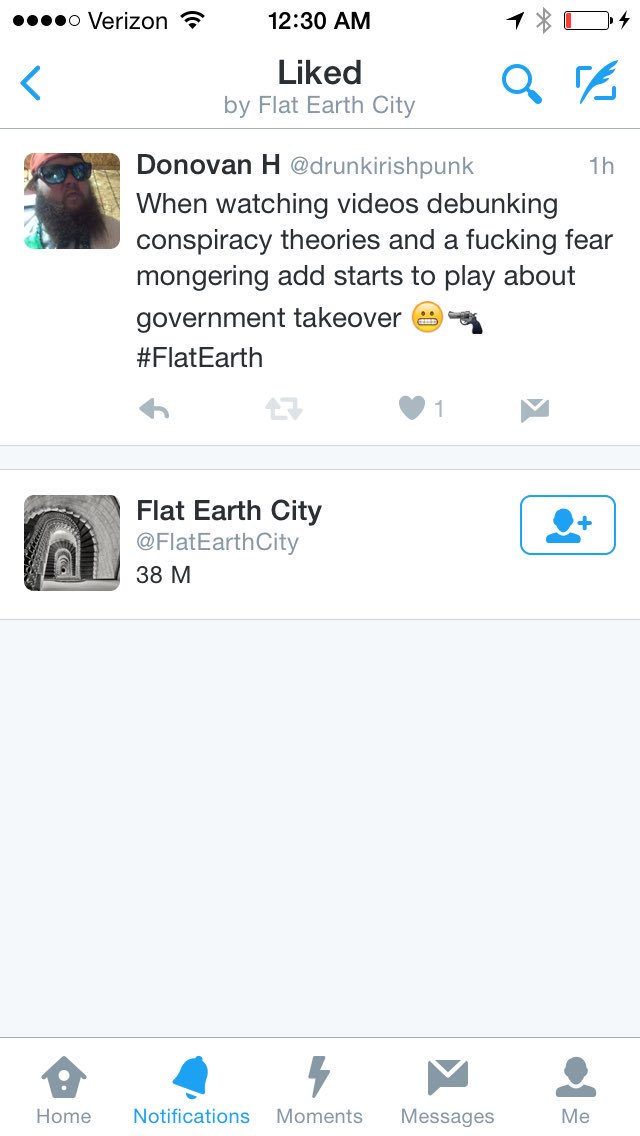 Verizon 12:30 AM
Liked
by Flat Earth City
Donovan H @drunkirishpunk 1h
When watching videos debunking
conspiracy theories and a fucking fear
mongering add starts to play about
government takeover 😬🔫
#FlatEarth
1
Flat Earth City
@FlatEarthCity
38 M
Home Notifications Moments Messages Me